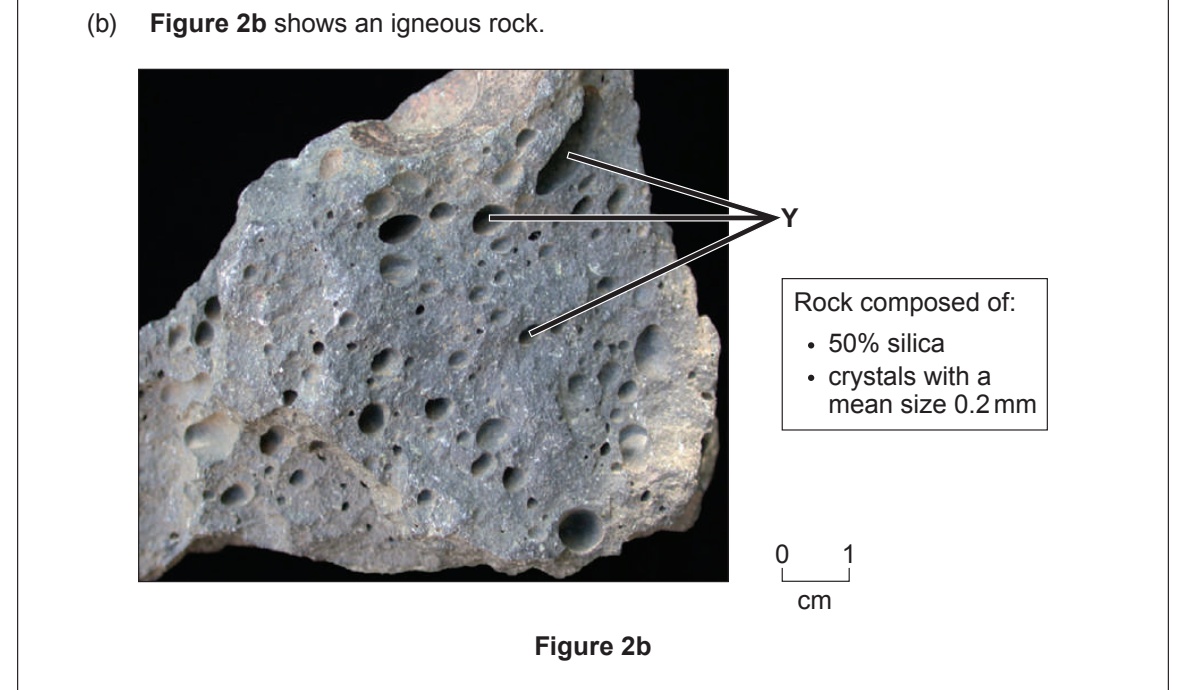 (b) Figure 2b shows an igneous rock.
Y
Rock composed of:
• 50% silica
• crystals with a
mean size 0.2 mm
0 1
cm
Figure 2b